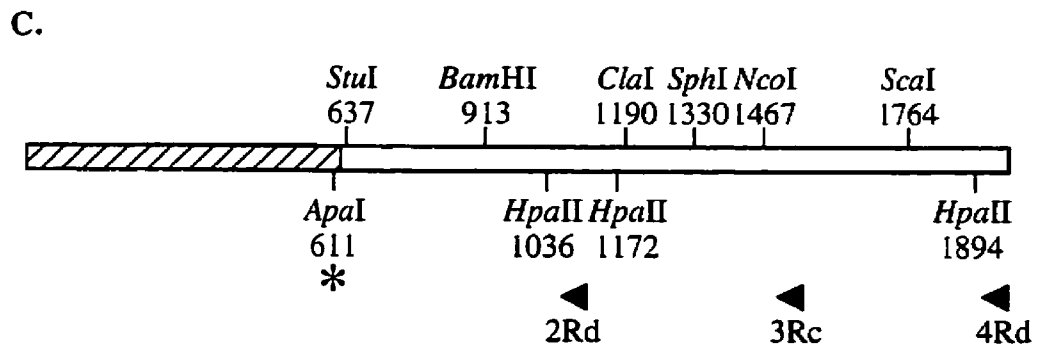 C.
StuI BamHI ClaI SphI NcoI ScaI
637 913 1190 1330 1467 1764
ApaI HpaII HpaII HpaII
611 1036 1172 1894
*
2Rd 3Rc 4Rd